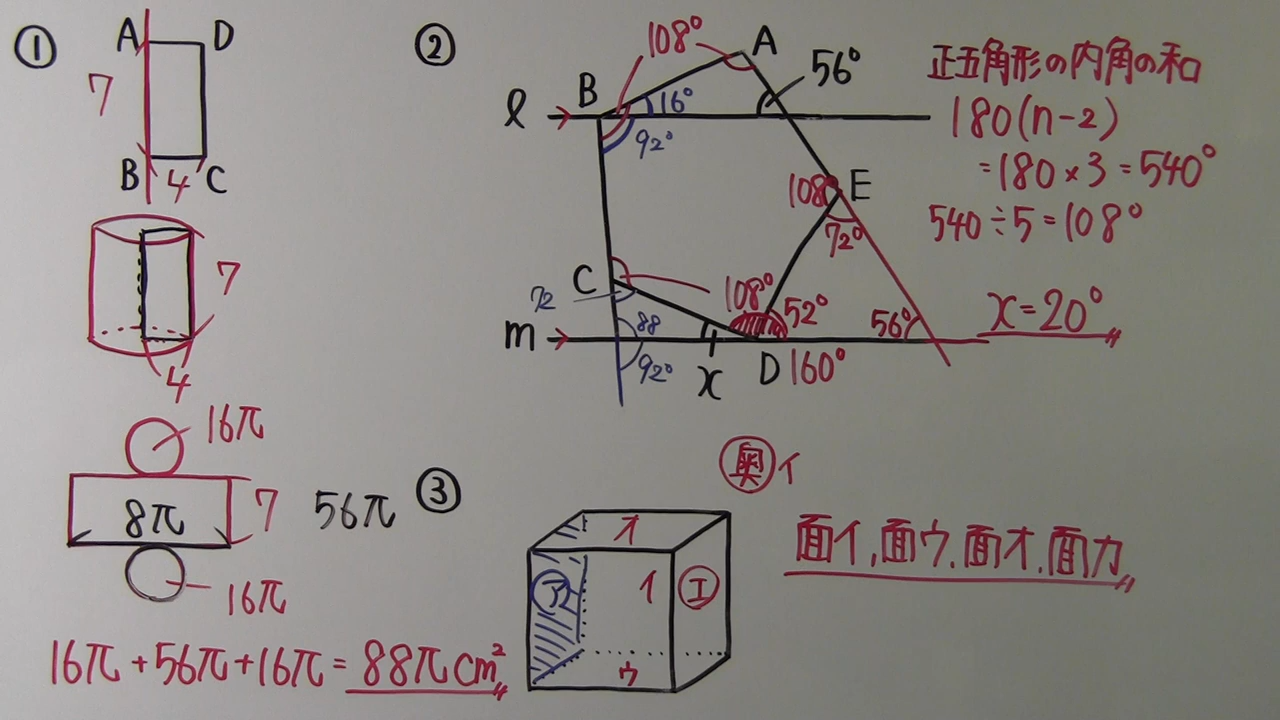 ①
A D
7
B 4 C
7
4
16π
8π 7 56π
16π
16π+56π+16π=88πcm²
②
108° A
56°
B 16°
ℓ
92°
108° E
72°
C 108°
72
52° 56°
m 88
92° x D 160°
正五角形の内角の和
180(n-2)
=180×3=540°
540÷5=108°
x=20°
③
奥イ
オ
ア イ エ
ウ
面イ,面ウ,面オ,面カ